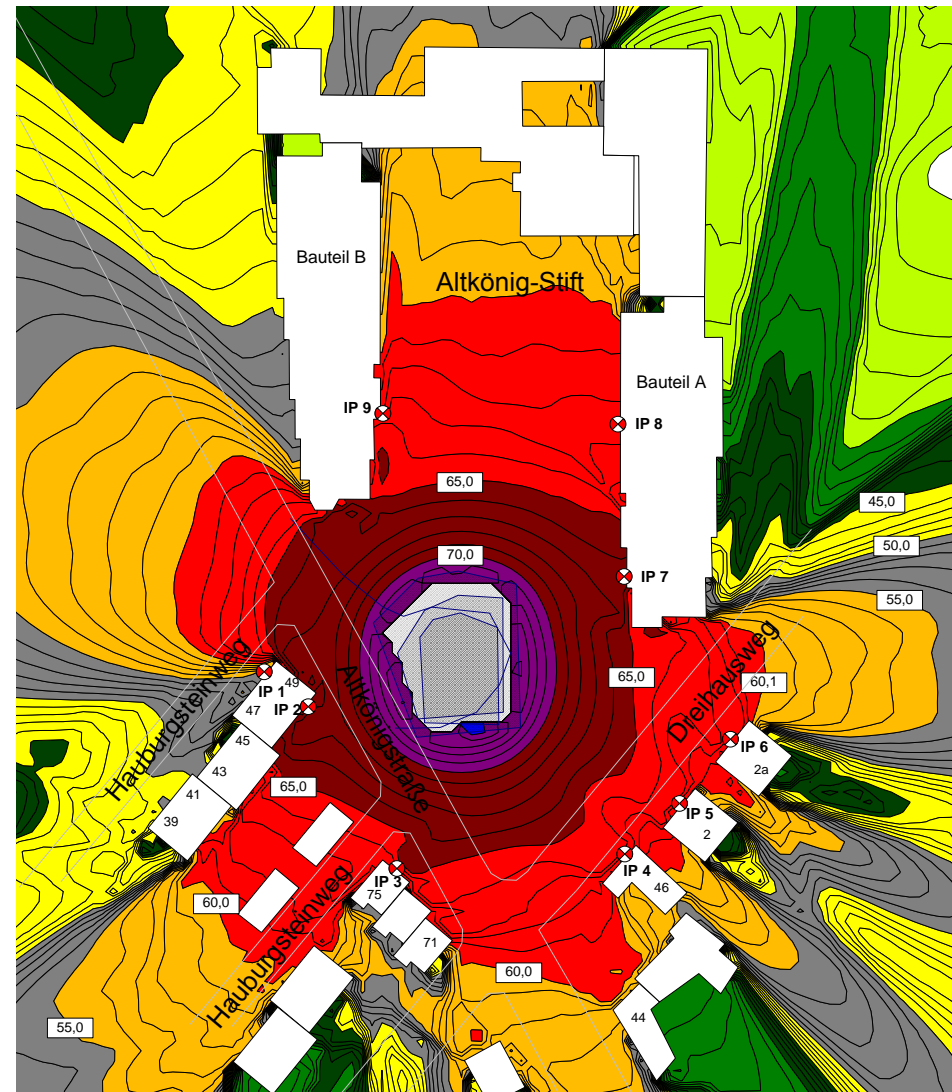 Bauteil B
Altkönig-Stift
Bauteil A
IP 9
IP 8
65,0
45,0
50,0
70,0
IP 7
55,0
Hauburgsteinweg
IP 1
49
47
IP 2
Altkönigstraße
65,0
Dreihausweg
60,1
IP 6
2a
45
43
41
39
65,0
IP 5
2
IP 4
46
IP 3
75
71
60,0
Hauburgsteinweg
60,0
55,0
44